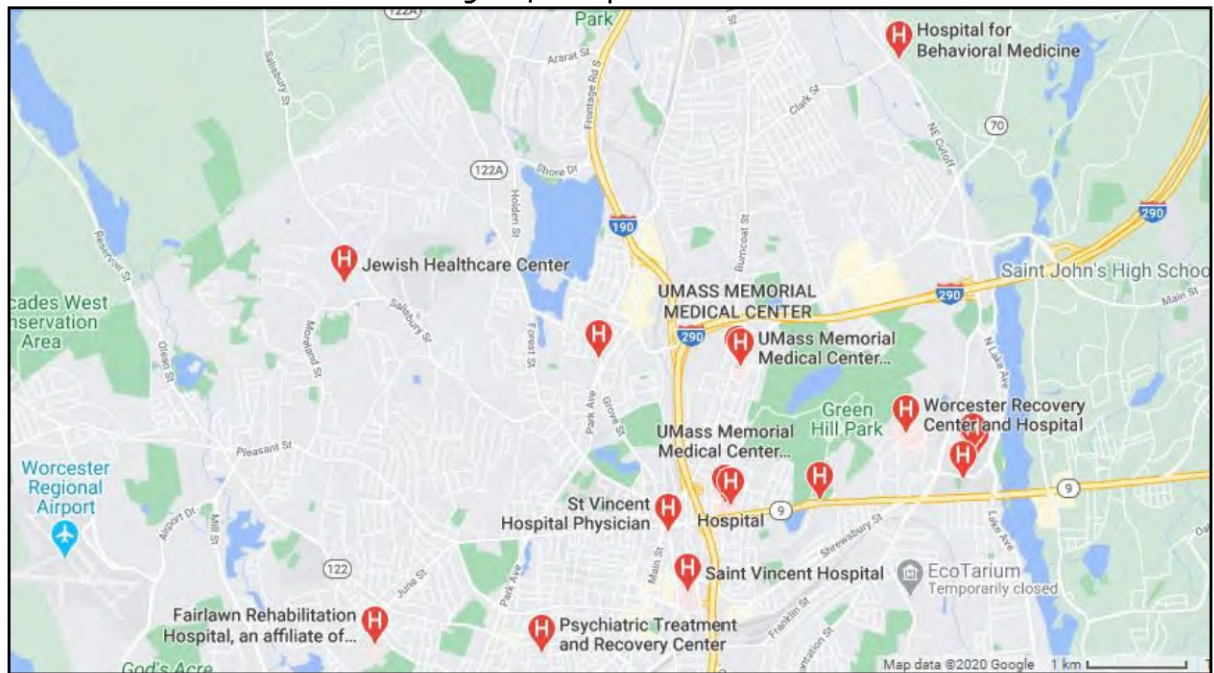 Park
122A
Hospital for
Behavioral Medicine
Ararat St
Salisbury St
Frontage Rd S
Clark St
70
NE Cutoff
122A
Shore Dr
Holden St
190
290
Reservoir St
Burncoat St
Saint John's High Schoo
Main St
Jewish Healthcare Center
290
UMASS MEMORIAL
MEDICAL CENTER
cades West
nservation
Area
Salisbury St
Moreland St
Forest St
290
UMass Memorial
Medical Center...
N Lake Ave
Olean St
Park Ave
Grove St
Green
Hill Park
Worcester Recovery
Center and Hospital
UMass Memorial
Medical Center...
Pleasant St
Worcester
Regional
Airport
9
St Vincent
Hospital Physician
Hospital
9
Airport Dr
Mill St
Shrewsbury St
Lake Ave
122
June St
Park Ave
Main St
Saint Vincent Hospital
EcoTarium
Temporarily closed
Fairlawn Rehabilitation
Hospital, an affiliate of...
Psychiatric Treatment
and Recovery Center
Franklin St
God's Acre
Map data ©2020 Google
1 km